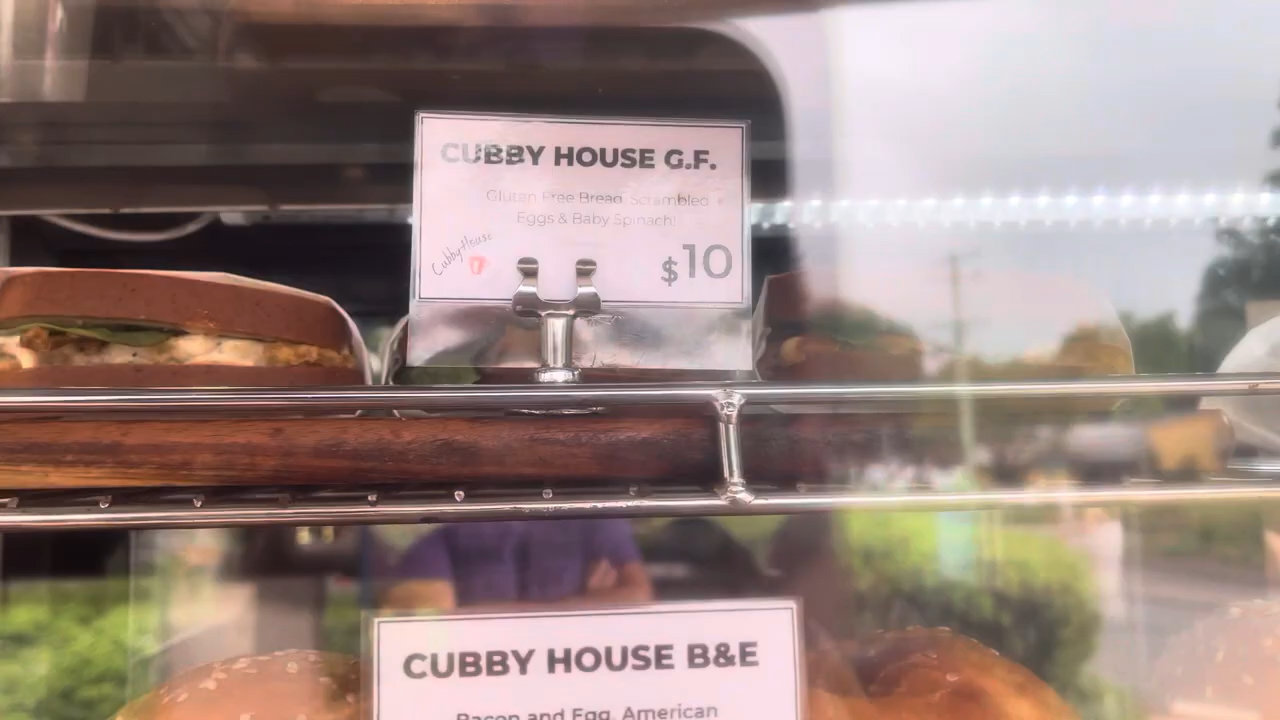 CUBBY HOUSE G.F.
Gluten Free Bread, Scrambled
Eggs & Baby Spinach
CubbyHouse
$10
CUBBY HOUSE B&E
Bacon and Egg, American